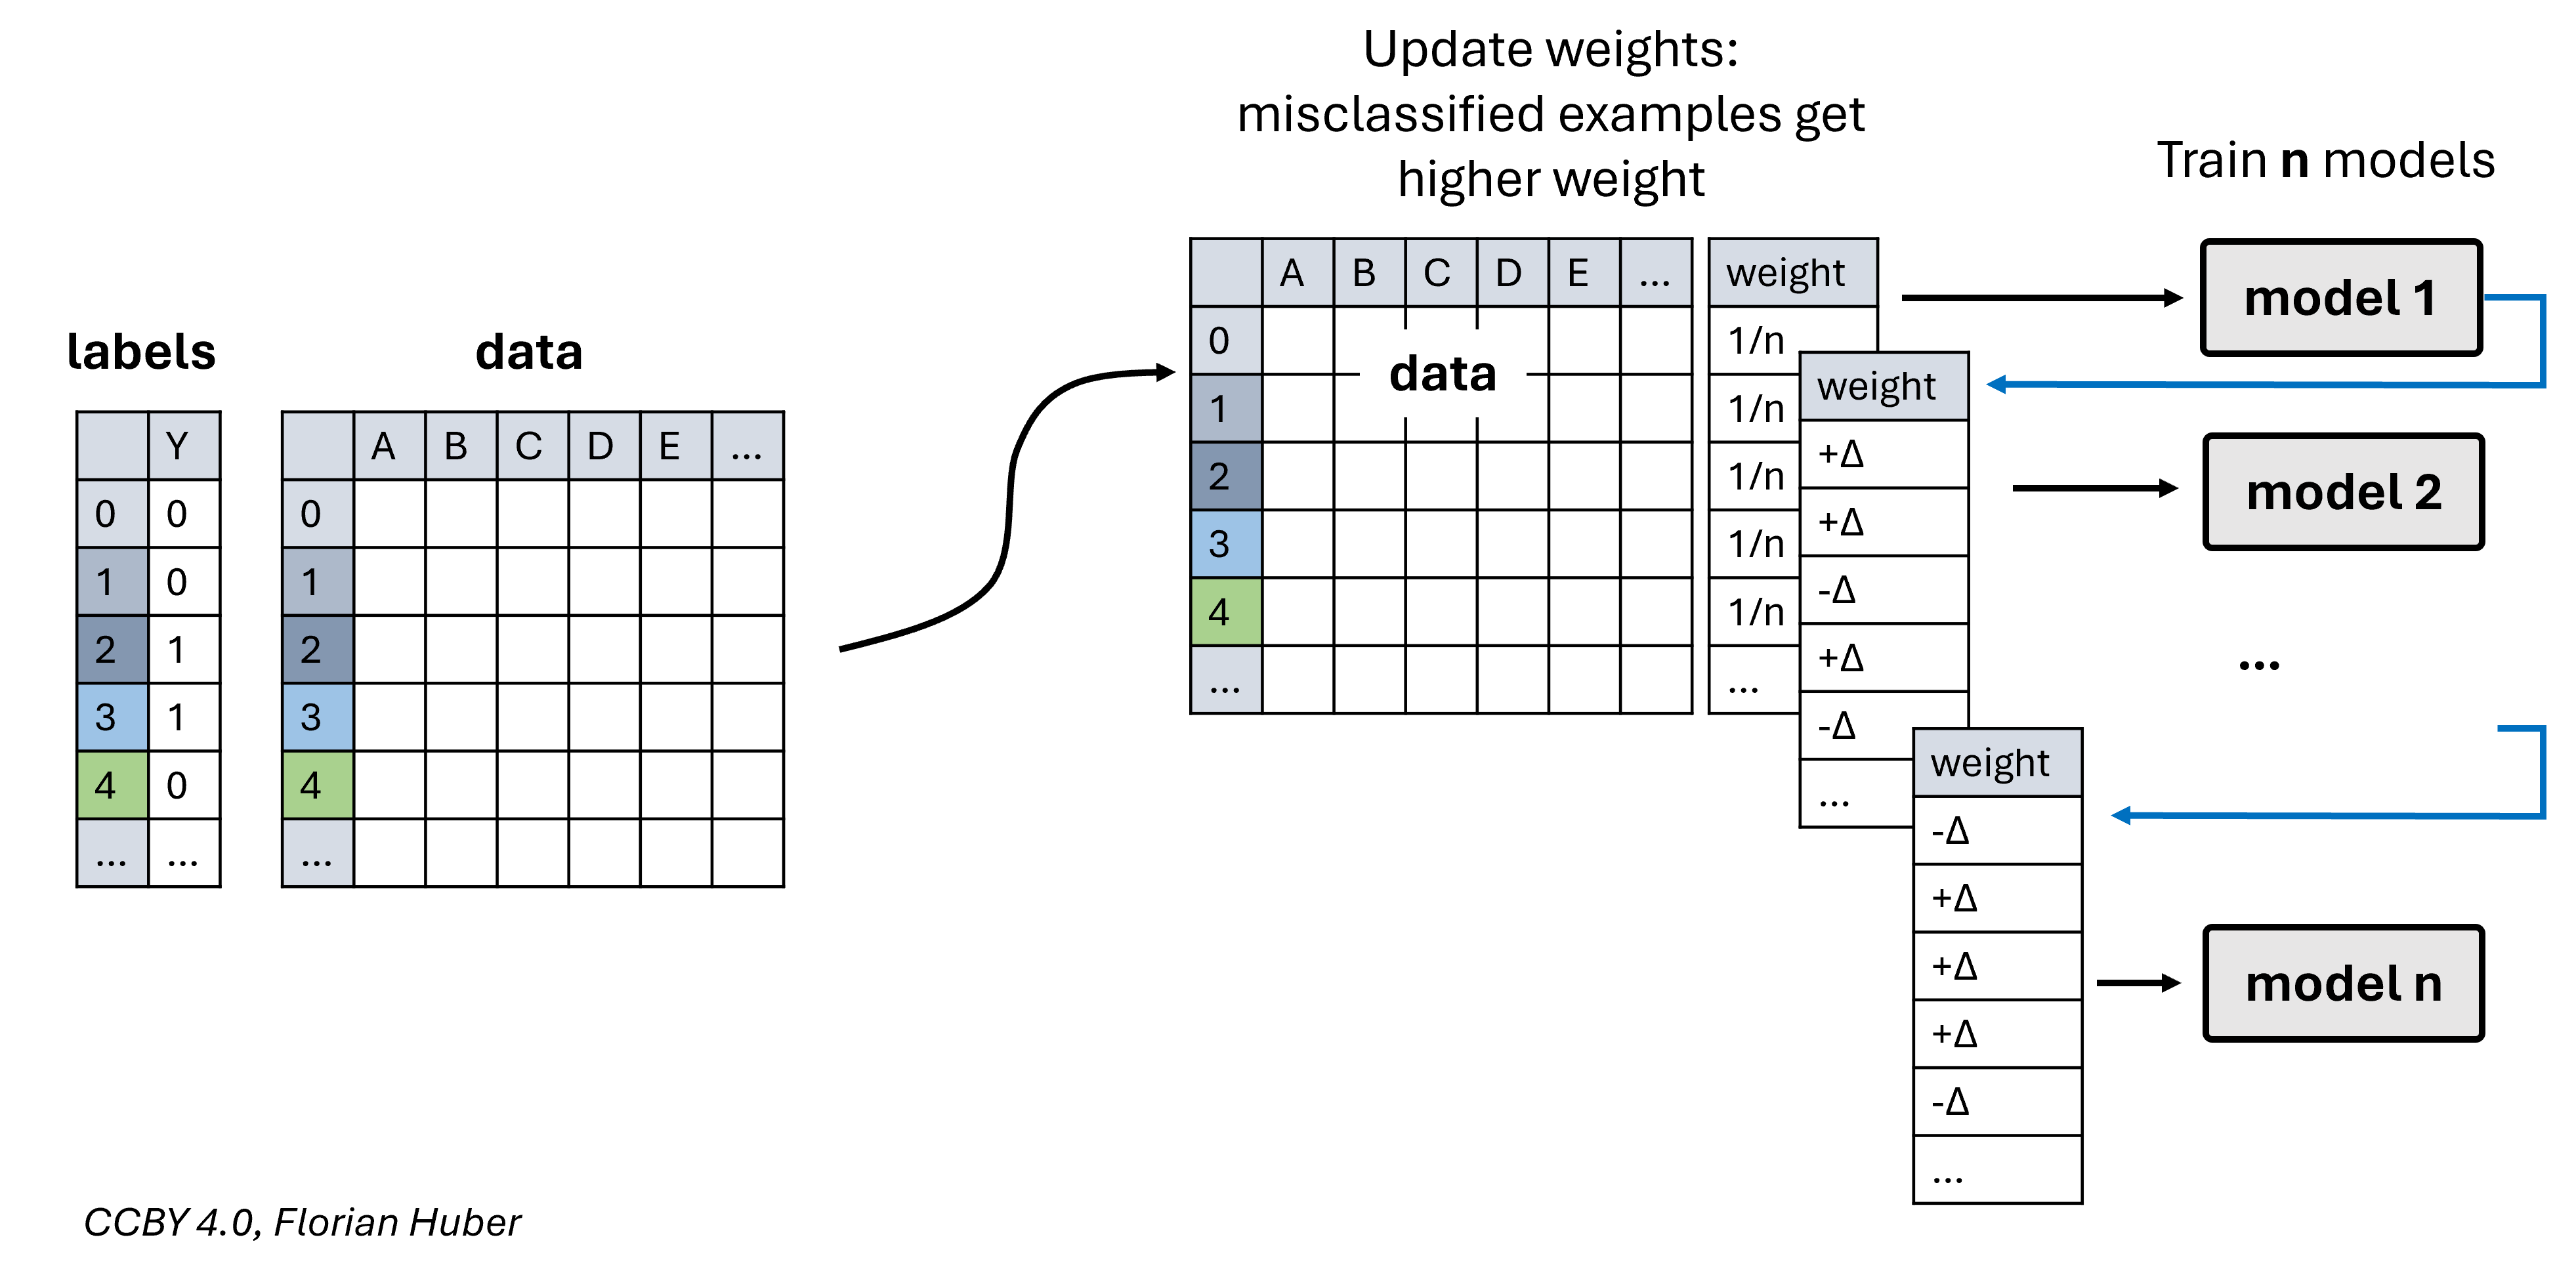 Update weights:
misclassified examples get
higher weight
Train n models
labels
data
Y
0 0
1 0
2 1
3 1
4 0
... ...
A B C D E ...
0
1
2
3
4
...
A B C D E ...
0
1
2
3
4
...
data
weight
1/n
1/n
1/n
1/n
1/n
...
weight
+Δ
+Δ
-Δ
+Δ
-Δ
...
weight
-Δ
+Δ
+Δ
+Δ
-Δ
...
model 1
model 2
...
model n
CCBY 4.0, Florian Huber